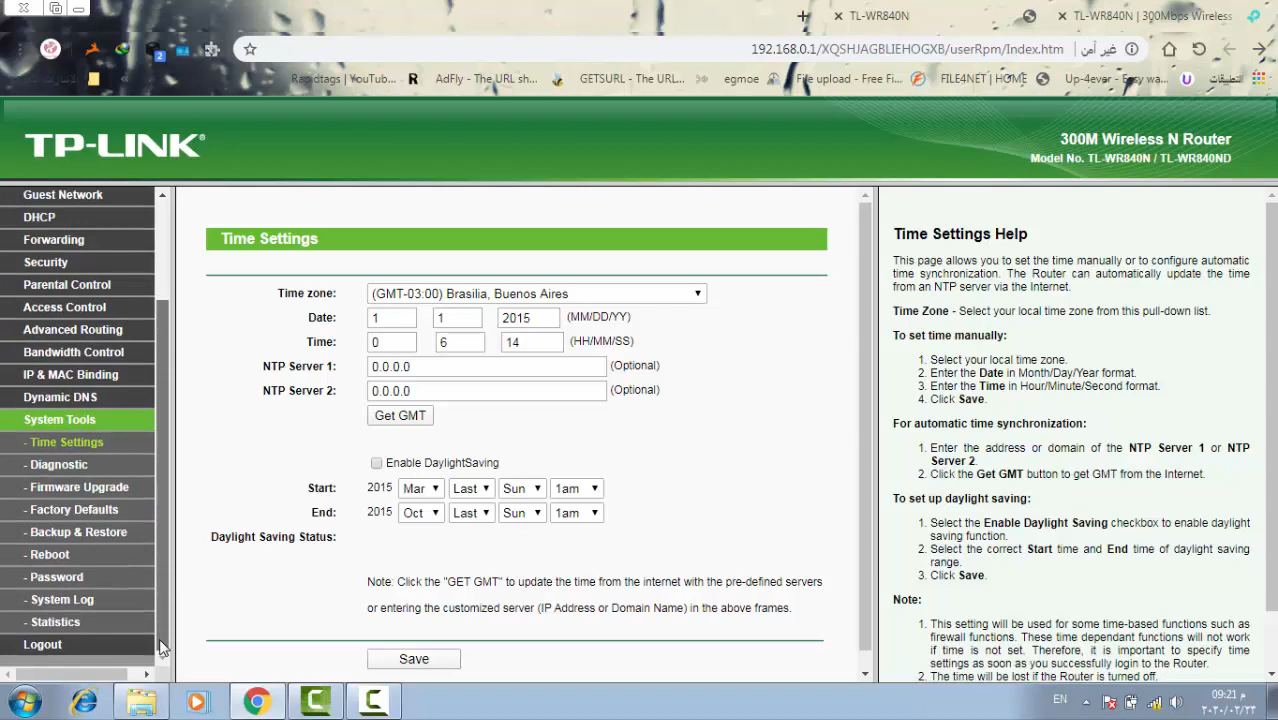 TL-WR840N
TL-WR840N | 300Mbps Wireless
2
192.168.0.1/XQSHJAGBLIEHOGXB/userRpm/Index.htm
غير آمن
Rapidtags | YouTub...
AdFly - The URL sh...
GETSURL - The URL...
egmoe
File upload - Free Fi...
FILE4NET | HOME
Up-4ever - Easy wa...
التطبيقات
TP-LINK®
300M Wireless N Router
Model No. TL-WR840N / TL-WR840ND
Guest Network
DHCP
Forwarding
Security
Parental Control
Access Control
Advanced Routing
Bandwidth Control
IP & MAC Binding
Dynamic DNS
System Tools
- Time Settings
- Diagnostic
- Firmware Upgrade
- Factory Defaults
- Backup & Restore
- Reboot
- Password
- System Log
- Statistics
Logout
Time Settings
Time zone: (GMT-03:00) Brasilia, Buenos Aires
Date: 1 1 2015 (MM/DD/YY)
Time: 0 6 14 (HH/MM/SS)
NTP Server 1: 0.0.0.0 (Optional)
NTP Server 2: 0.0.0.0 (Optional)
Get GMT
Enable DaylightSaving
Start: 2015 Mar Last Sun 1am
End: 2015 Oct Last Sun 1am
Daylight Saving Status:
Note: Click the "GET GMT" to update the time from the internet with the pre-defined servers
or entering the customized server (IP Address or Domain Name) in the above frames.
Save
Time Settings Help
This page allows you to set the time manually or to configure automatic
time synchronization. The Router can automatically update the time
from an NTP server via the Internet.
Time Zone - Select your local time zone from this pull-down list.
To set time manually:
1. Select your local time zone.
2. Enter the Date in Month/Day/Year format.
3. Enter the Time in Hour/Minute/Second format.
4. Click Save.
For automatic time synchronization:
1. Enter the address or domain of the NTP Server 1 or NTP
Server 2.
2. Click the Get GMT button to get GMT from the Internet.
To set up daylight saving:
1. Select the Enable Daylight Saving checkbox to enable daylight
saving function.
2. Select the correct Start time and End time of daylight saving
range.
3. Click Save.
Note:
1. This setting will be used for some time-based functions such as
firewall functions. These time dependant functions will not work
if time is not set. Therefore, it is important to specify time
settings as soon as you successfully login to the Router.
2. The time will be lost if the Router is turned off.
EN
09:21 م
٢٠٢٠/٠٢/٢٣